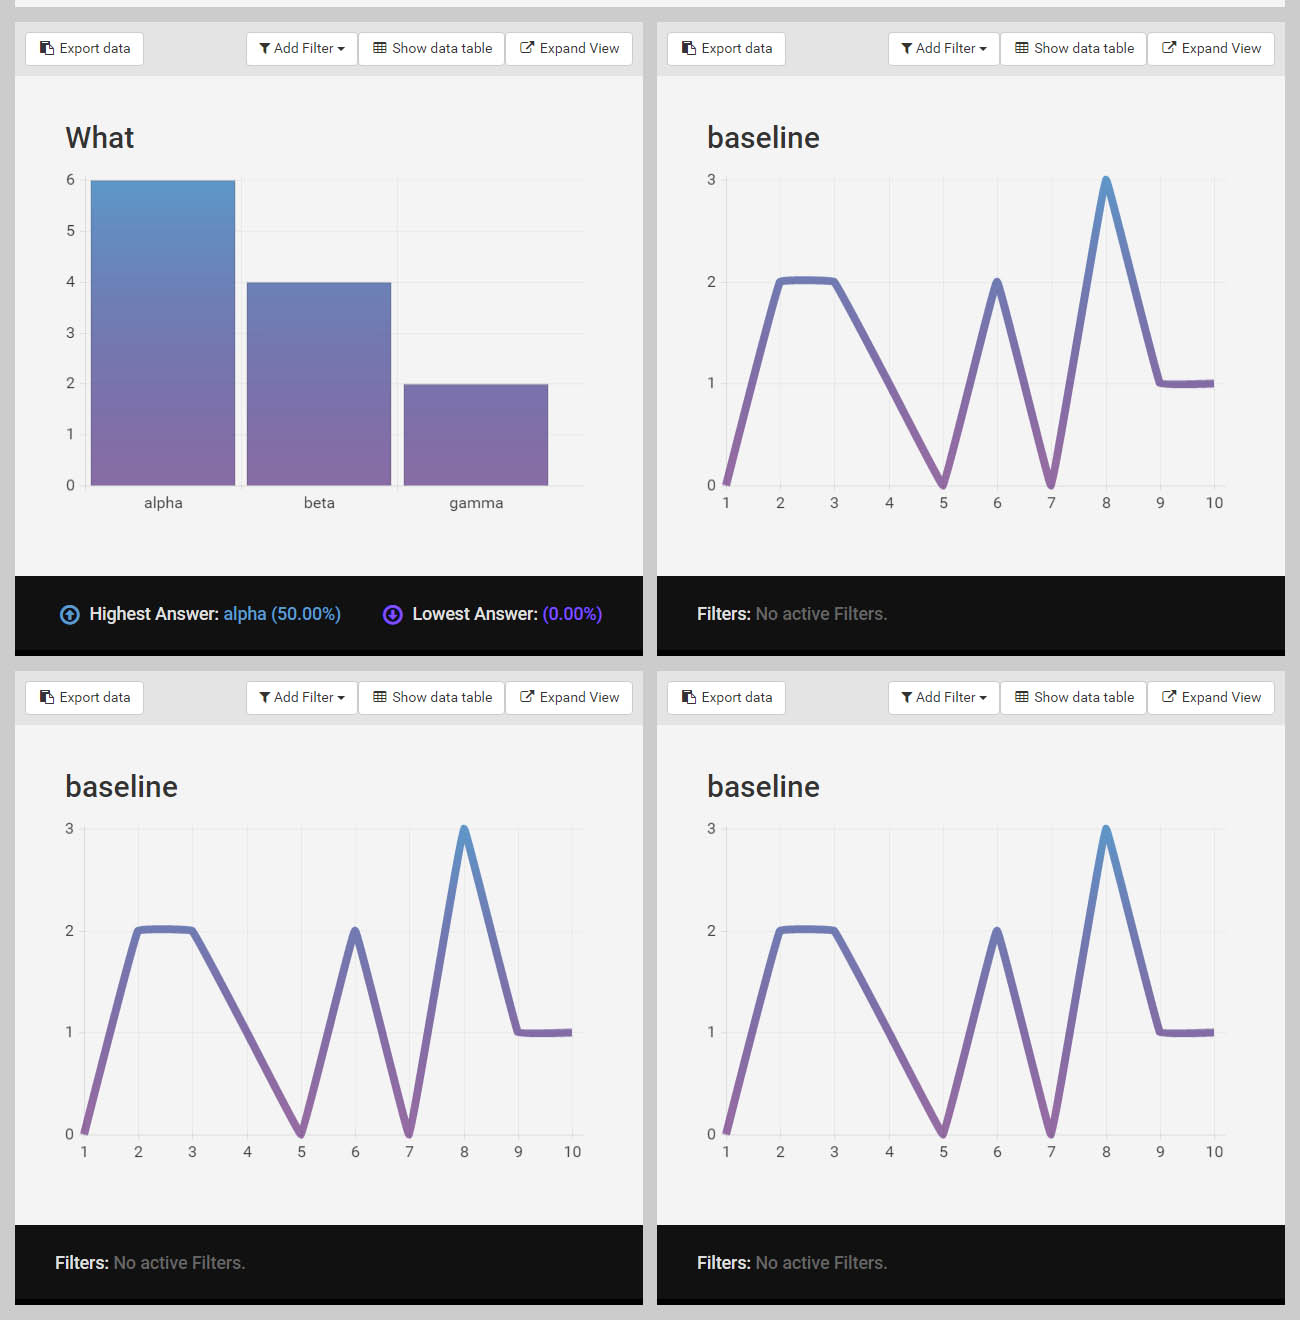 Export data Add Filter Show data table Expand View
What
6
5
4
3
2
1
0
alpha beta gamma
Highest Answer: alpha (50.00%) Lowest Answer: (0.00%)
Export data Add Filter Show data table Expand View
baseline
3
2
1
0
1 2 3 4 5 6 7 8 9 10
Filters: No active Filters.
Export data Add Filter Show data table Expand View
baseline
3
2
1
0
1 2 3 4 5 6 7 8 9 10
Filters: No active Filters.
Export data Add Filter Show data table Expand View
baseline
3
2
1
0
1 2 3 4 5 6 7 8 9 10
Filters: No active Filters.